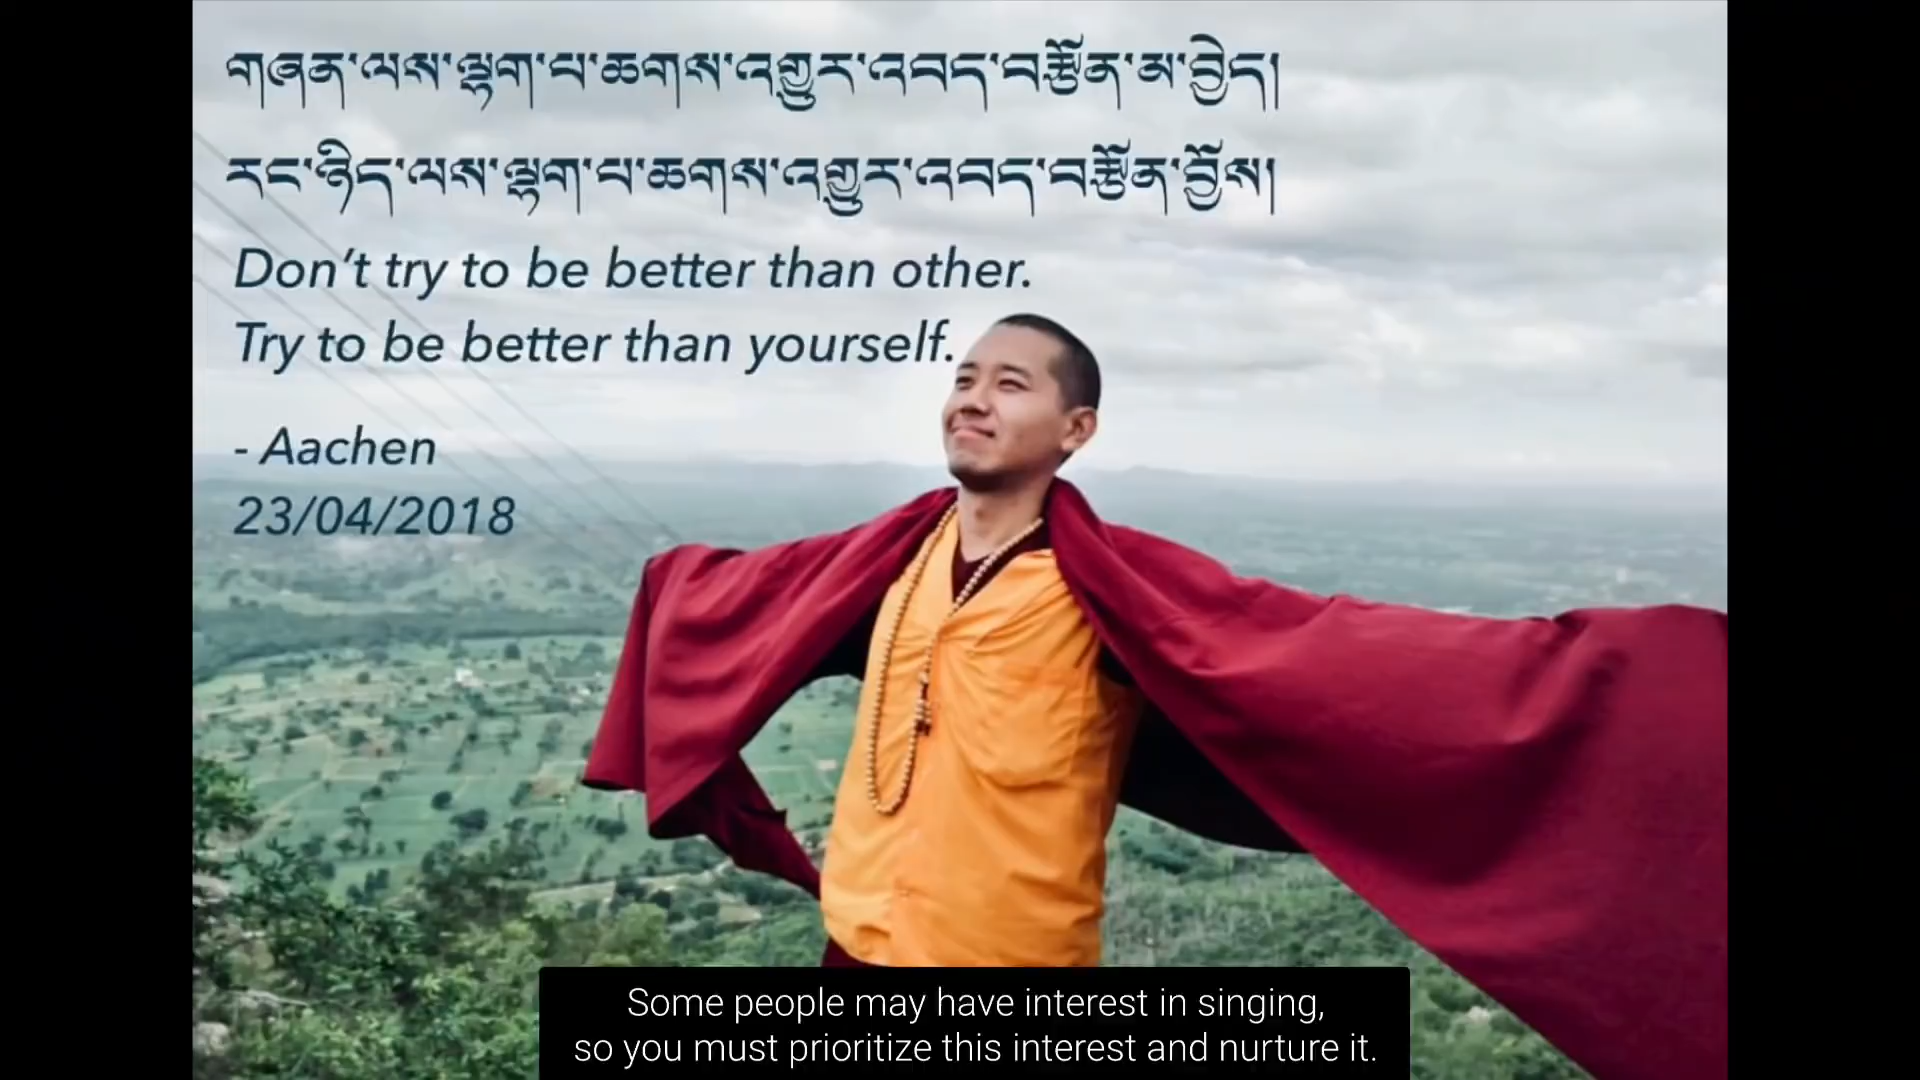 གཞན་ལས་ལྷག་པ་ཆགས་འགྱུར་འབད་བརྩོན་མ་བྱེད།
རང་ཉིད་ལས་ལྷག་པ་ཆགས་འགྱུར་འབད་བརྩོན་བྱོས།
Don't try to be better than other.
Try to be better than yourself.
- Aachen
23/04/2018
Some people may have interest in singing,
so you must prioritize this interest and nurture it.